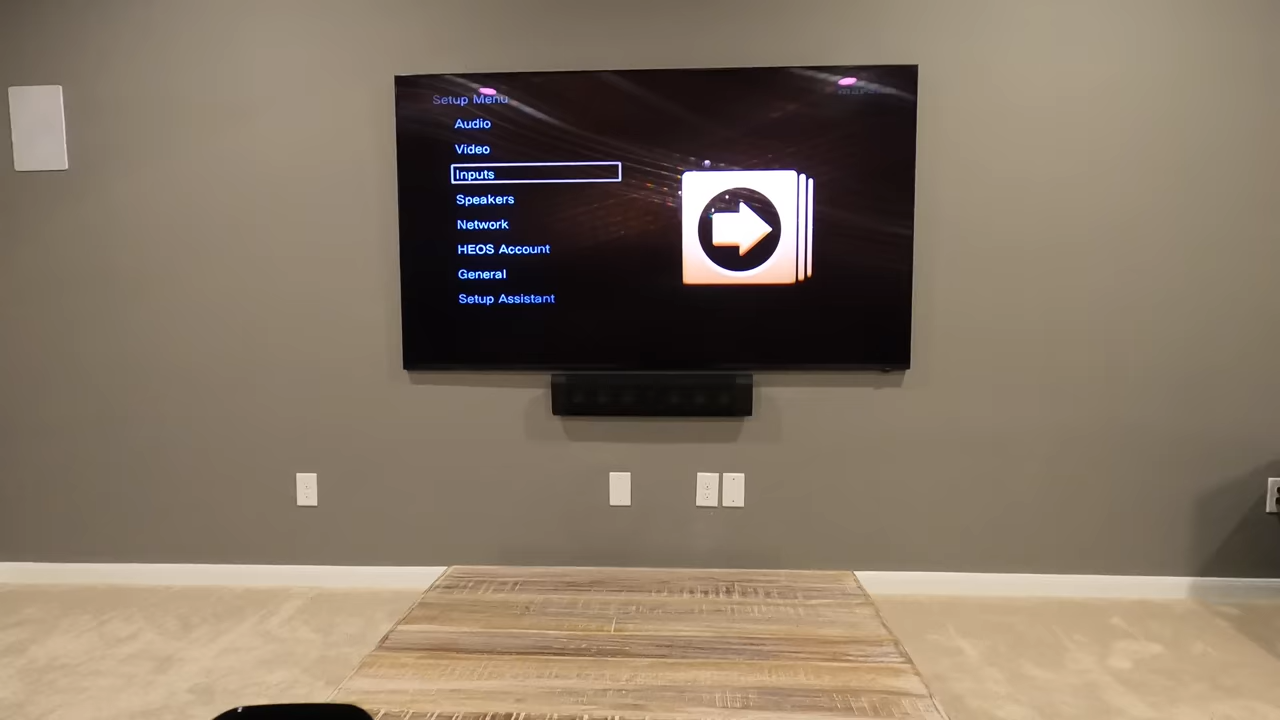 Setup Menu
Audio
Video
Inputs
Speakers
Network
HEOS Account
General
Setup Assistant